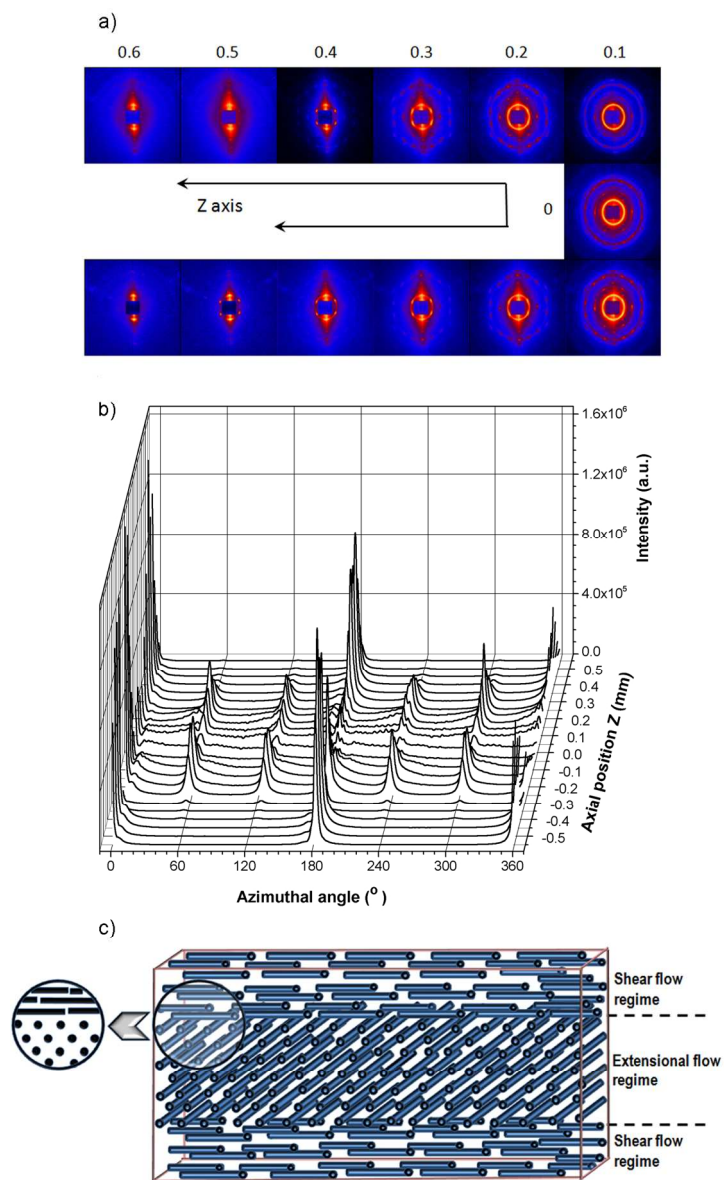 a)
0.6 0.5 0.4 0.3 0.2 0.1
Z axis
0
b)
1.6x10⁶
1.2x10⁶
8.0x10⁵
4.0x10⁵
0.0
Intensity (a.u.)
0.5
0.4
0.3
0.2
0.1
0.0
-0.1
-0.2
-0.3
-0.4
-0.5
Axial position Z (mm)
0 60 120 180 240 300 360
Azimuthal angle (°)
c)
Shear flow
regime
Extensional flow
regime
Shear flow
regime